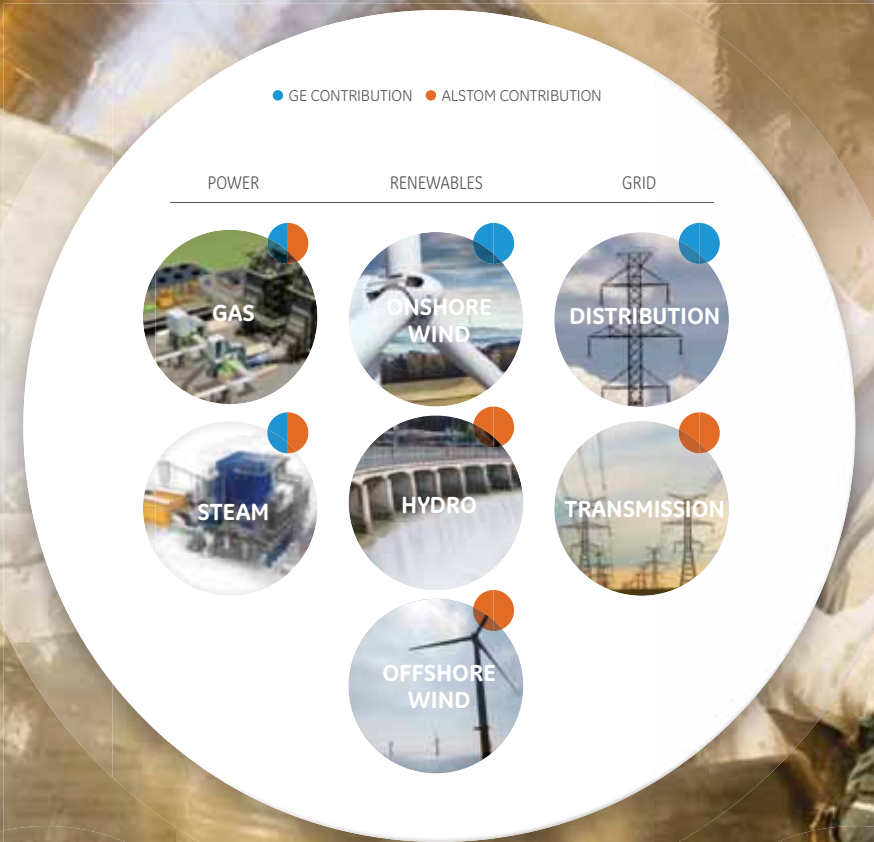 GE CONTRIBUTION ALSTOM CONTRIBUTION
POWER RENEWABLES GRID
GAS
ONSHORE
WIND
DISTRIBUTION
STEAM
HYDRO
TRANSMISSION
OFFSHORE
WIND